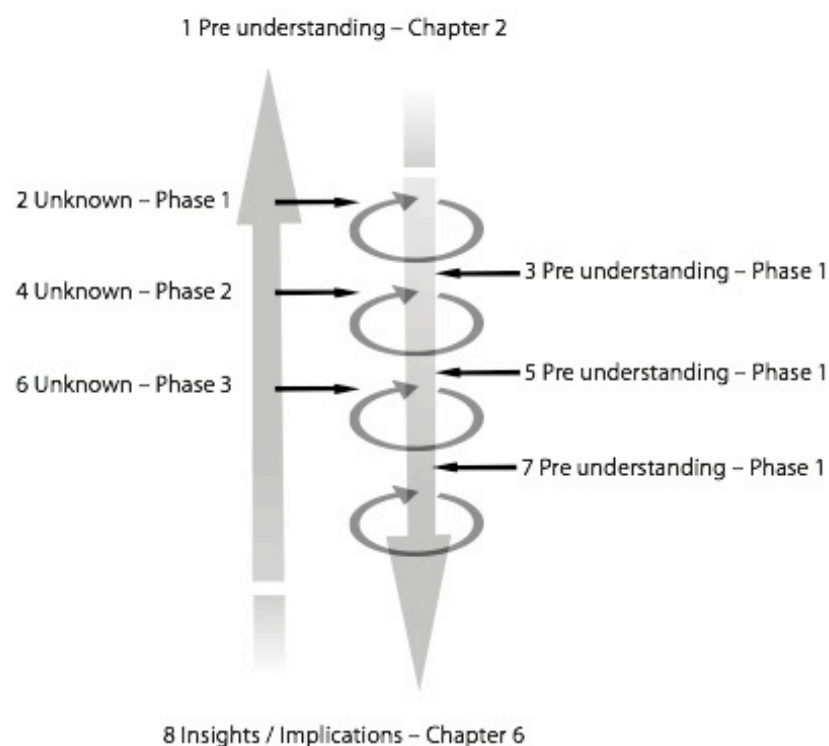 1 Pre understanding – Chapter 2
2 Unknown – Phase 1
3 Pre understanding – Phase 1
4 Unknown – Phase 2
5 Pre understanding – Phase 1
6 Unknown – Phase 3
7 Pre understanding – Phase 1
8 Insights / Implications – Chapter 6